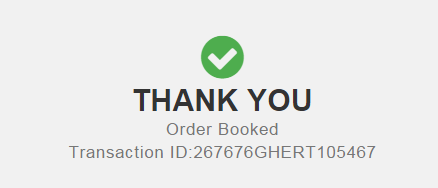 THANK YOU
Order Booked
Transaction ID:267676GHERT105467